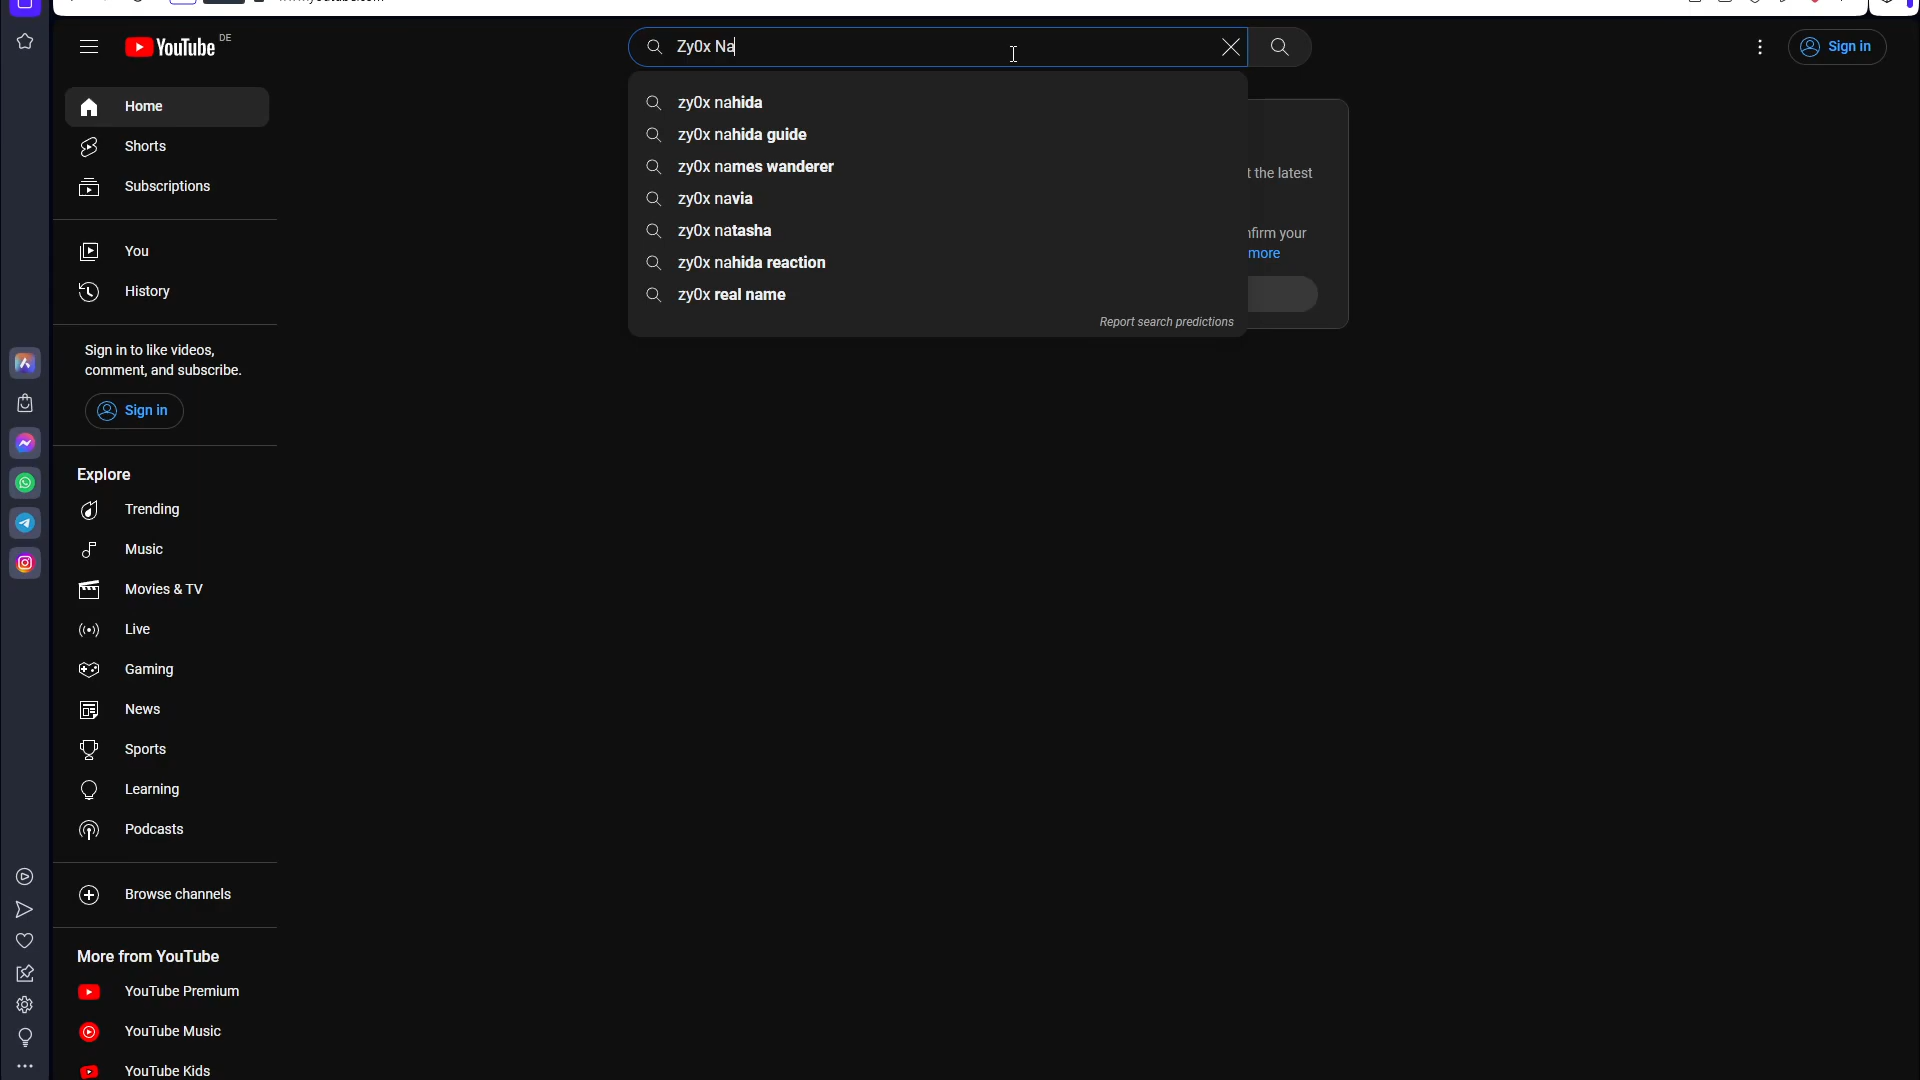 YouTube DE
Zy0x Na
Sign in
Home
Shorts
Subscriptions
You
History
Sign in to like videos,
comment, and subscribe.
Sign in
Explore
Trending
Music
Movies & TV
Live
Gaming
News
Sports
Learning
Podcasts
Browse channels
More from YouTube
YouTube Premium
YouTube Music
YouTube Kids
zy0x nahida
zy0x nahida guide
zy0x names wanderer
zy0x navia
zy0x natasha
zy0x nahida reaction
zy0x real name
Report search predictions
t the latest
nfirm your
more